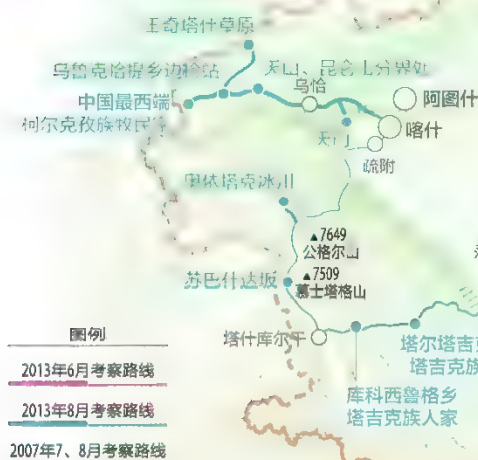 玉奇塔什草原
乌鲁克恰提乡边检站
天山、昆仑山分界处
中国最西端
乌恰
阿图什
柯尔克孜族牧民家
喀什
天门
疏附
奥依塔克冰川
▲7649
公格尔山
▲7509
苏巴什达坂
慕士塔格山
塔什库尔干
塔尔塔吉克
塔吉克族
库科西鲁格乡
塔吉克族人家
图例
2013年6月考察路线
2013年8月考察路线
2007年7、8月考察路线